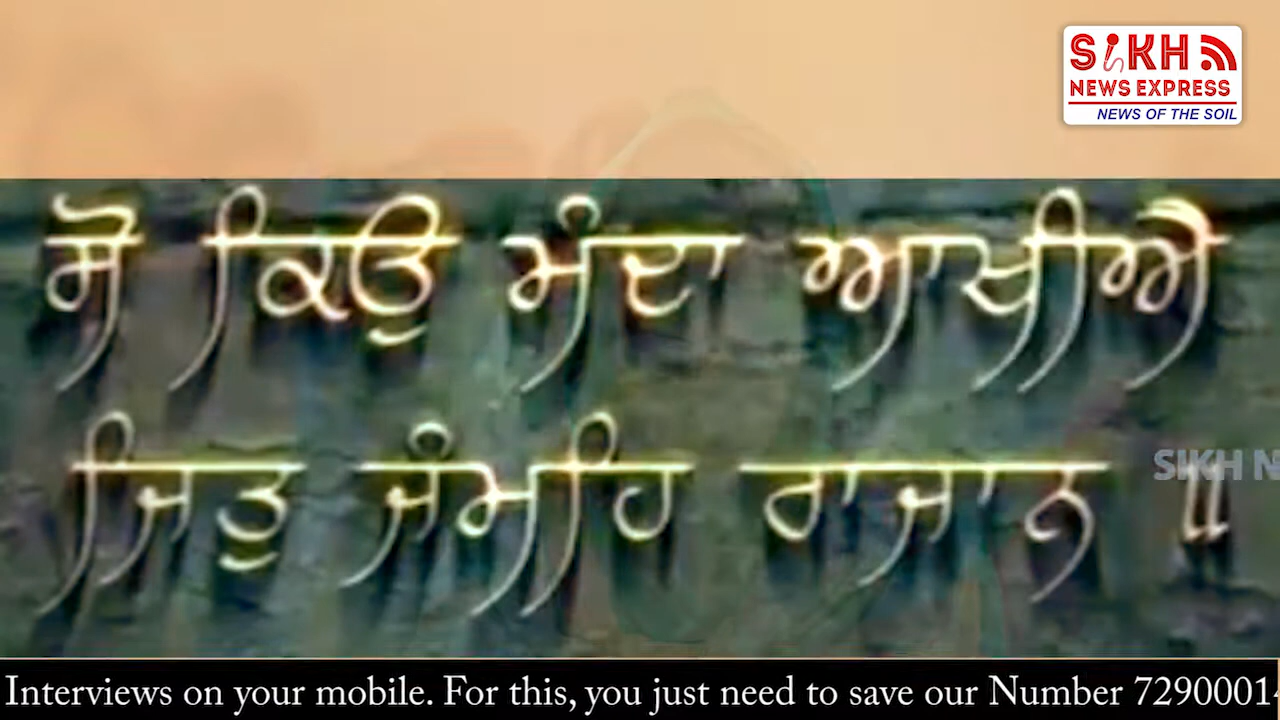 SiKH
NEWS EXPRESS
NEWS OF THE SOIL
ਸੋ ਕਿਉ ਮੰਦਾ ਆਖੀਐ
ਜਿਤੁ ਜੰਮਹਿ ਰਾਜਾਨ ॥
SIKH N
Interviews on your mobile. For this, you just need to save our Number 7290001